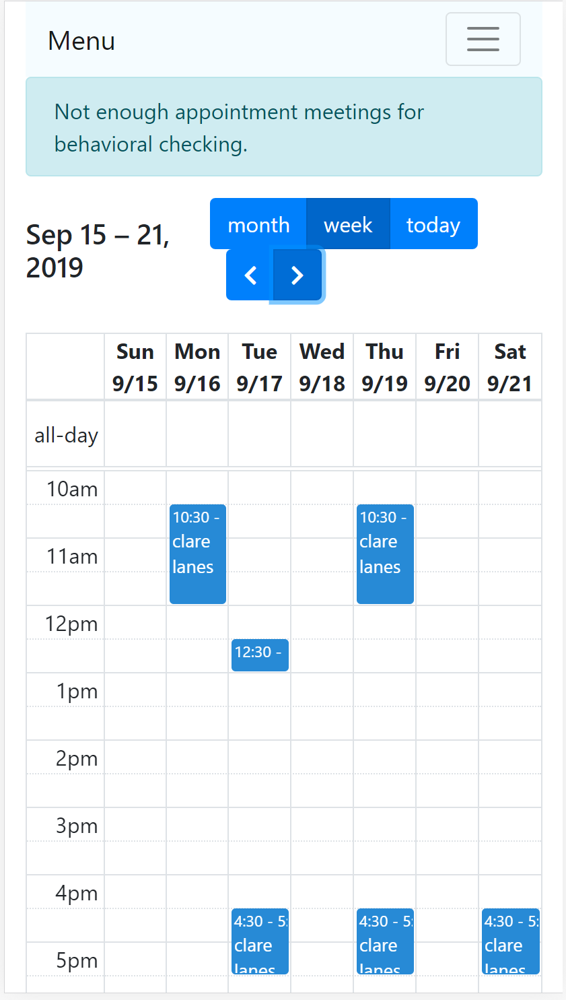 Menu
Not enough appointment meetings for
behavioral checking.
Sep 15 – 21,
2019
month week today
Sun Mon Tue Wed Thu Fri Sat
9/15 9/16 9/17 9/18 9/19 9/20 9/21
all-day
10am
10:30 - 10:30 -
clare clare
11am
lanes lanes
12pm
12:30 -
1pm
2pm
3pm
4pm
4:30 - 5: 4:30 - 5: 4:30 - 5:
clare clare clare
5pm
lanes lanes lanes